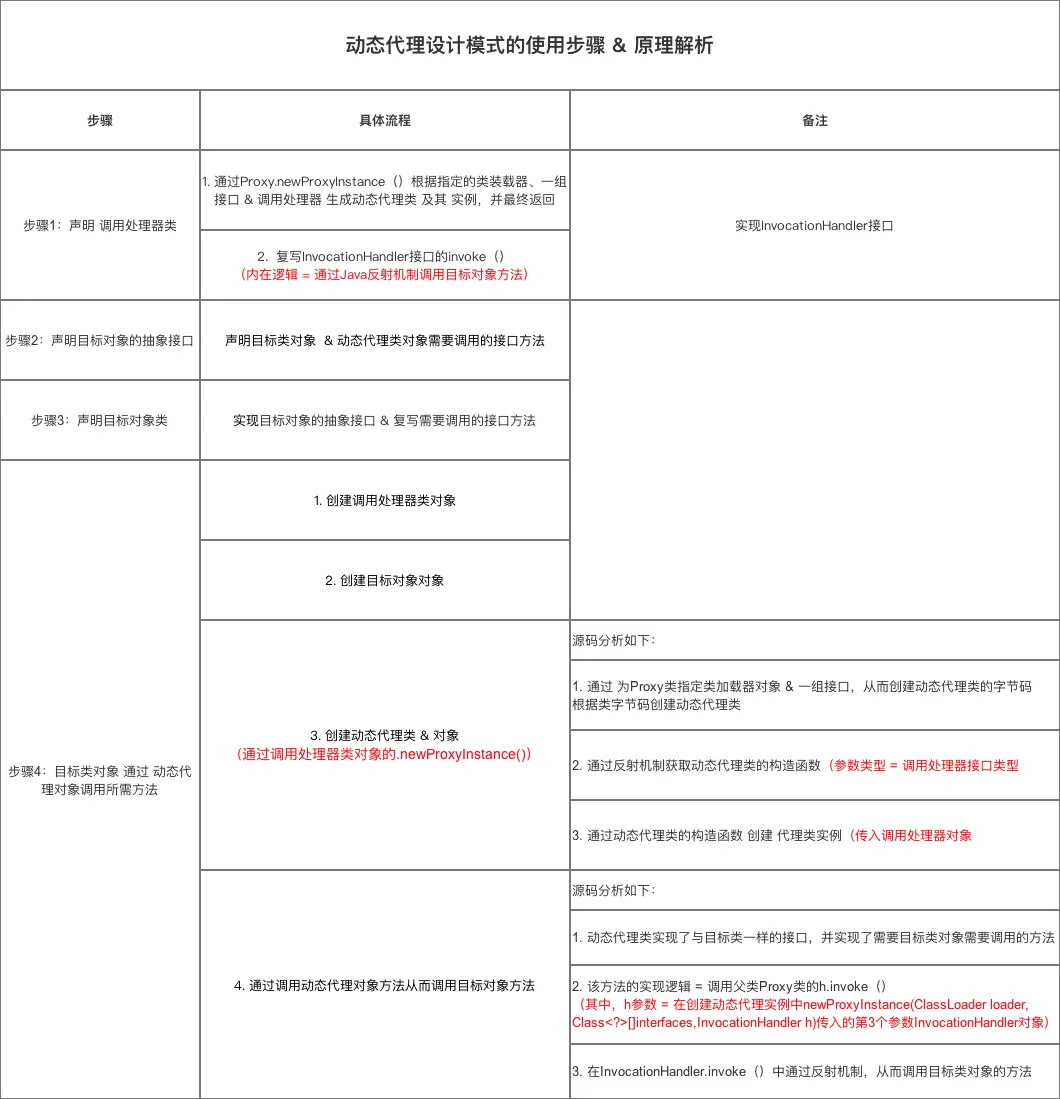 动态代理设计模式的使用步骤 & 原理解析
步骤
具体流程
备注
步骤1：声明 调用处理器类
1. 通过Proxy.newProxyInstance（）根据指定的类装载器、一组
接口 & 调用处理器 生成动态代理类 及其 实例，并最终返回
2. 复写InvocationHandler接口的invoke（）
（内在逻辑 = 通过Java反射机制调用目标对象方法）
实现InvocationHandler接口
步骤2：声明目标对象的抽象接口
声明目标类对象 & 动态代理类对象需要调用的接口方法
步骤3：声明目标对象类
实现目标对象的抽象接口 & 复写需要调用的接口方法
步骤4：目标类对象 通过 动态代
理对象调用所需方法
1. 创建调用处理器类对象
2. 创建目标对象对象
3. 创建动态代理类 & 对象
（通过调用处理器类对象的.newProxyInstance()）
源码分析如下：
1. 通过 为Proxy类指定类加载器对象 & 一组接口，从而创建动态代理类的字节码
根据类字节码创建动态代理类
2. 通过反射机制获取动态代理类的构造函数（参数类型 = 调用处理器接口类型
3. 通过动态代理类的构造函数 创建 代理类实例（传入调用处理器对象
4. 通过调用动态代理对象方法从而调用目标对象方法
源码分析如下：
1. 动态代理类实现了与目标类一样的接口，并实现了需要目标类对象需要调用的方法
2. 该方法的实现逻辑 = 调用父类Proxy类的h.invoke（）
（其中，h参数 = 在创建动态代理实例中newProxyInstance(ClassLoader loader,
Class<?>[]interfaces,InvocationHandler h)传入的第3个参数InvocationHandler对象）
3. 在InvocationHandler.invoke（）中通过反射机制，从而调用目标类对象的方法